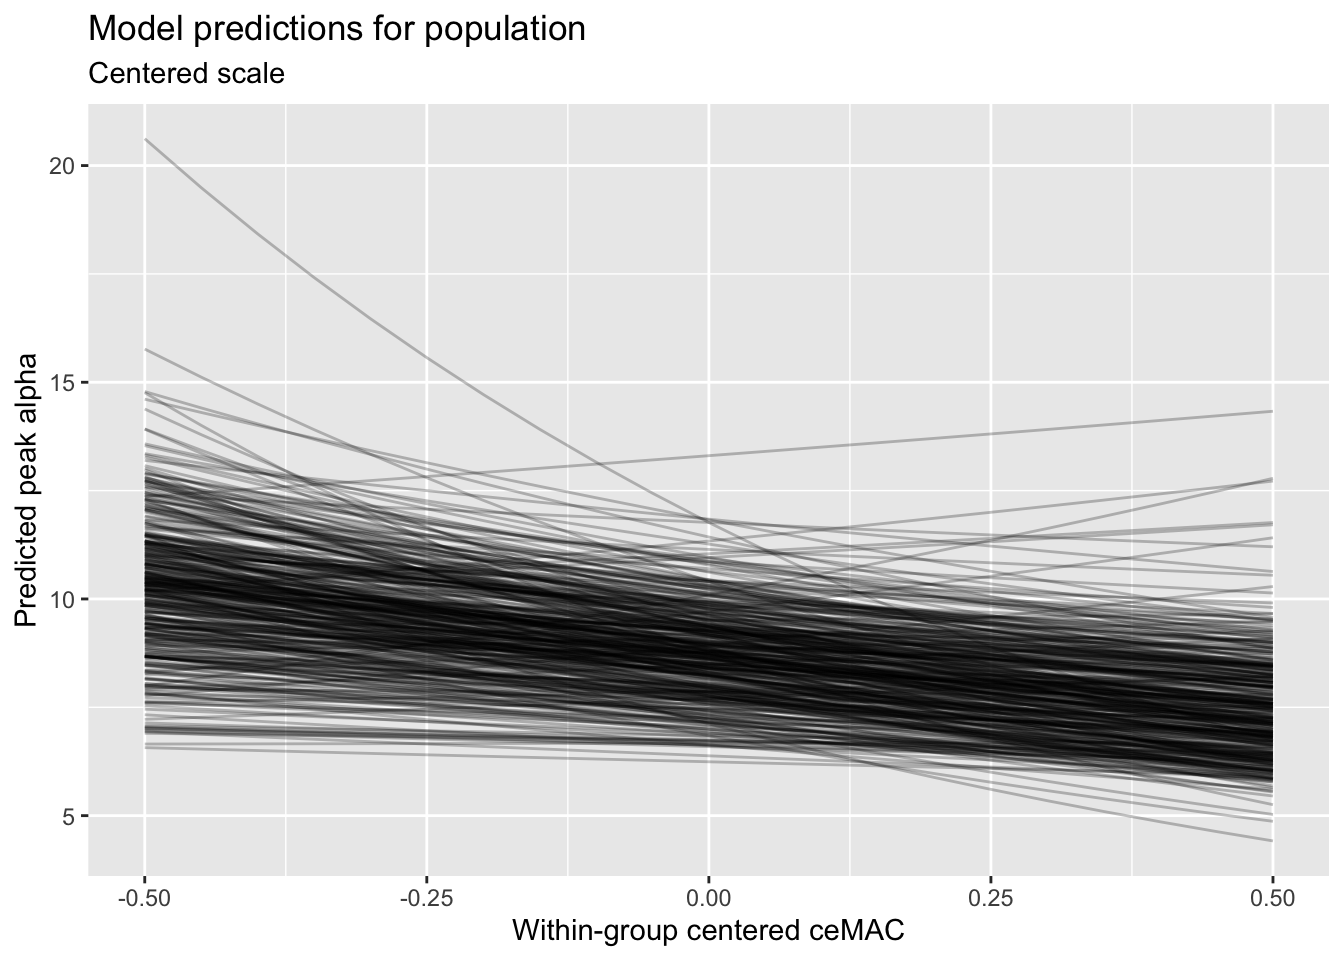 Model predictions for population
Centered scale
20
15
10
5
Predicted peak alpha
-0.50
-0.25
0.00
0.25
0.50
Within-group centered ceMAC